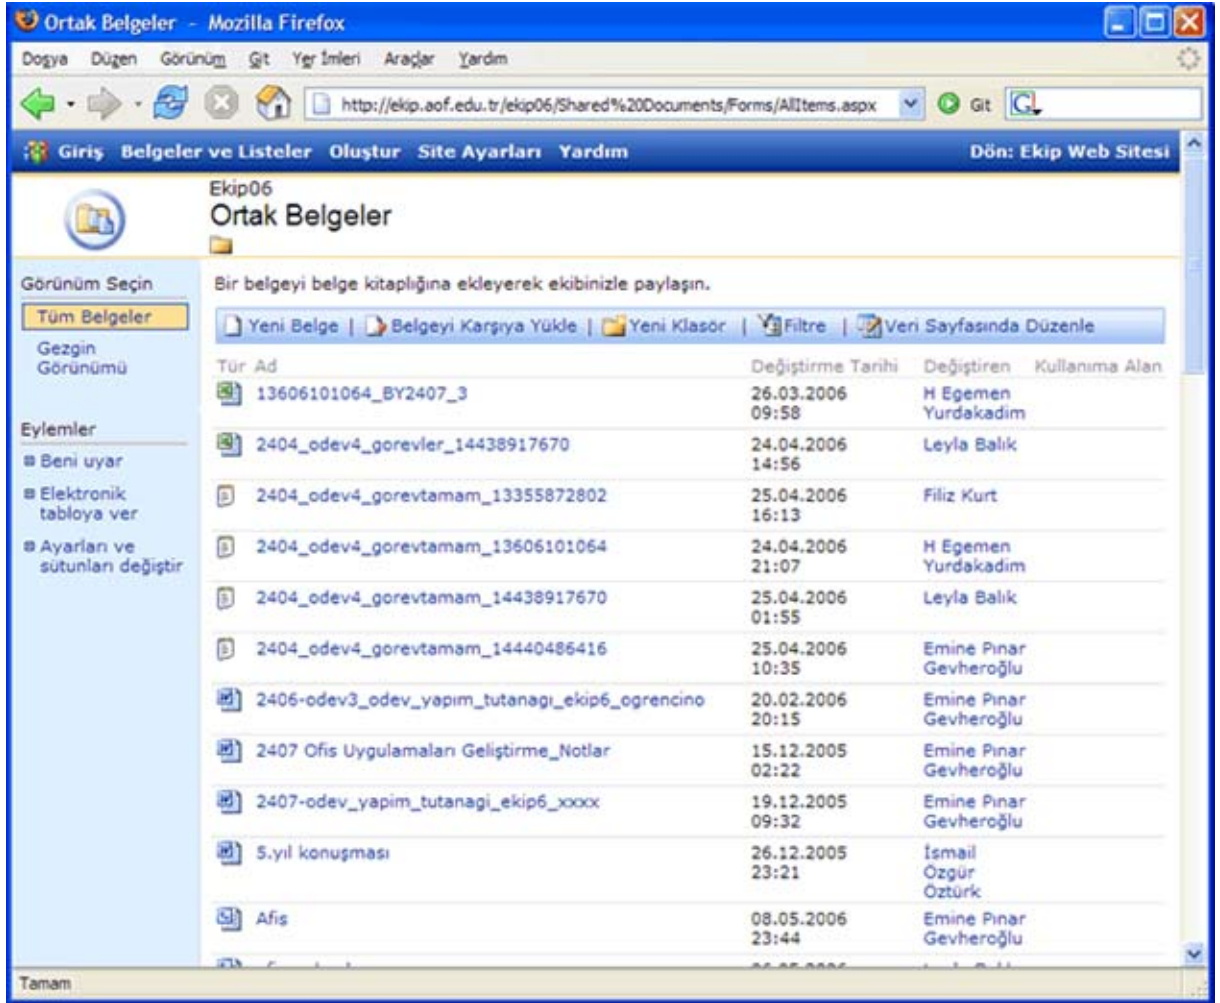 Ortak Belgeler - Mozilla Firefox
Dosya Düzen Görünüm Git Yer İmleri Araçlar Yardım
http://ekip.aof.edu.tr/ekip06/Shared%20Documents/Forms/AllItems.aspx Git
Giriş Belgeler ve Listeler Oluştur Site Ayarları Yardım Dön: Ekip Web Sitesi
Ekip06
Ortak Belgeler
Görünüm Seçin
Tüm Belgeler
Gezgin
Görünümü
Eylemler
Beni uyar
Elektronik
tabloya ver
Ayarları ve
sütunları değiştir
Bir belgeyi belge kitaplığına ekleyerek ekibinizle paylaşın.
Yeni Belge | Belgeyi Karşıya Yükle | Yeni Klasör | Filtre | Veri Sayfasında Düzenle
Tür Ad Değiştirme Tarihi Değiştiren Kullanıma Alan
13606101064_BY2407_3 26.03.2006 H Egemen
09:58 Yurdakadim
2404_odev4_gorevler_14438917670 24.04.2006 Leyla Balık
14:56
2404_odev4_gorevtamam_13355872802 25.04.2006 Filiz Kurt
16:13
2404_odev4_gorevtamam_13606101064 24.04.2006 H Egemen
21:07 Yurdakadim
2404_odev4_gorevtamam_14438917670 25.04.2006 Leyla Balık
01:55
2404_odev4_gorevtamam_14440486416 25.04.2006 Emine Pınar
10:35 Gevheroğlu
2406-odev3_odev_yapım_tutanagı_ekip6_ogrencino 20.02.2006 Emine Pınar
20:15 Gevheroğlu
2407 Ofis Uygulamaları Geliştirme_Notlar 15.12.2005 Emine Pınar
02:22 Gevheroğlu
2407-odev_yapim_tutanagi_ekip6_xxxx 19.12.2005 Emine Pınar
09:32 Gevheroğlu
5.yıl konuşması 26.12.2005 İsmail
23:21 Özgür
Öztürk
Afis 08.05.2006 Emine Pınar
23:44 Gevheroğlu
Tamam